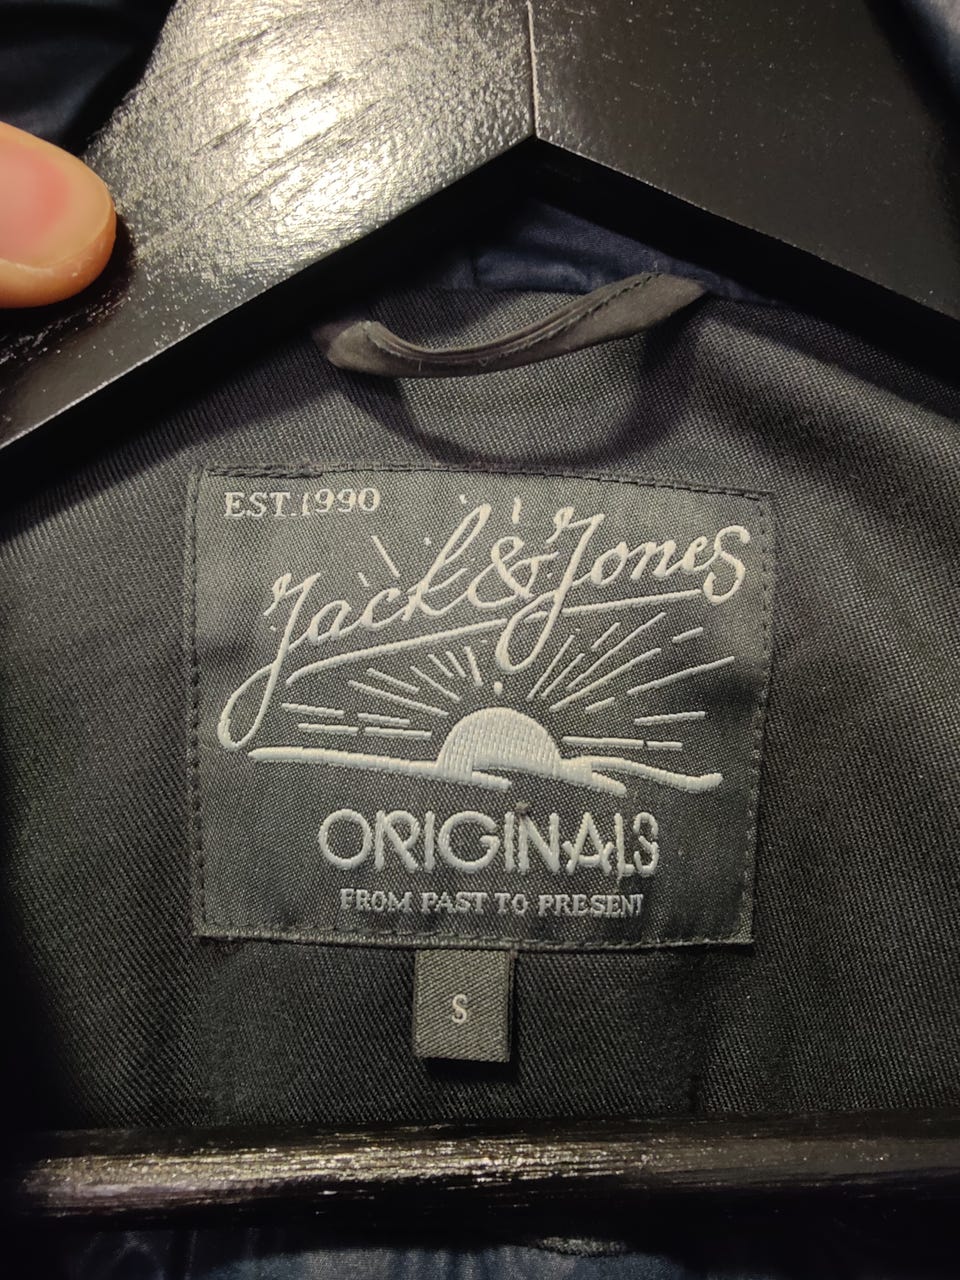 EST.1990
Jack & Jones
ORIGINALS
FROM PAST TO PRESENT
S